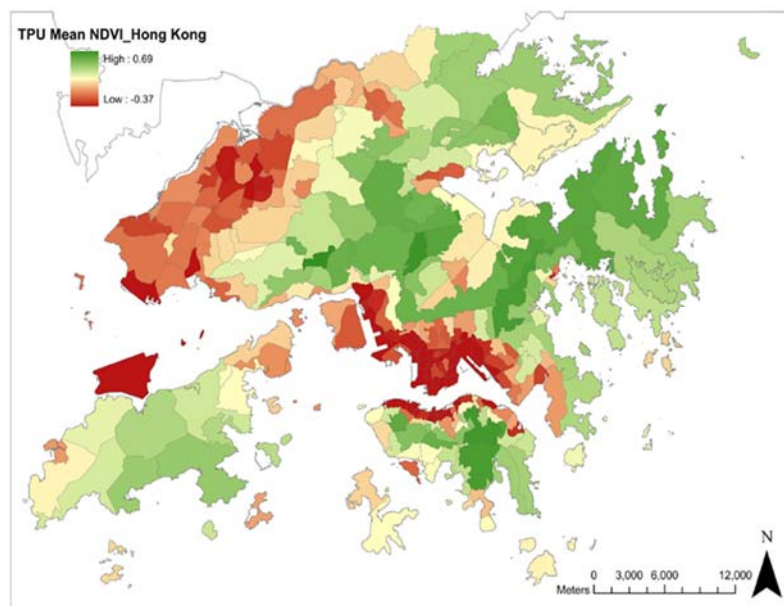 TPU Mean NDVI_Hong Kong
High : 0.69
Low : -0.37
N
Meters
0 3,000 6,000 12,000